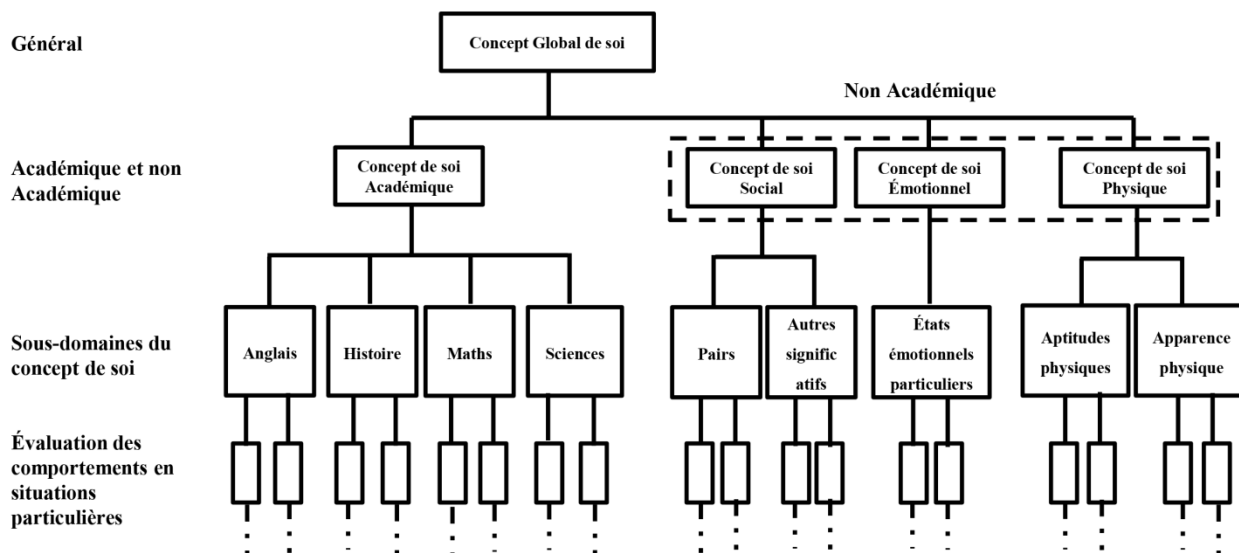 Général
Concept Global de soi
Non Académique
Académique et non
Académique
Concept de soi
Académique
Concept de soi
Social
Concept de soi
Émotionnel
Concept de soi
Physique
Sous-domaines du
concept de soi
Anglais
Histoire
Maths
Sciences
Pairs
Autres
signific
atifs
États
émotionnels
particuliers
Aptitudes
physiques
Apparence
physique
Évaluation des
comportements en
situations
particulières